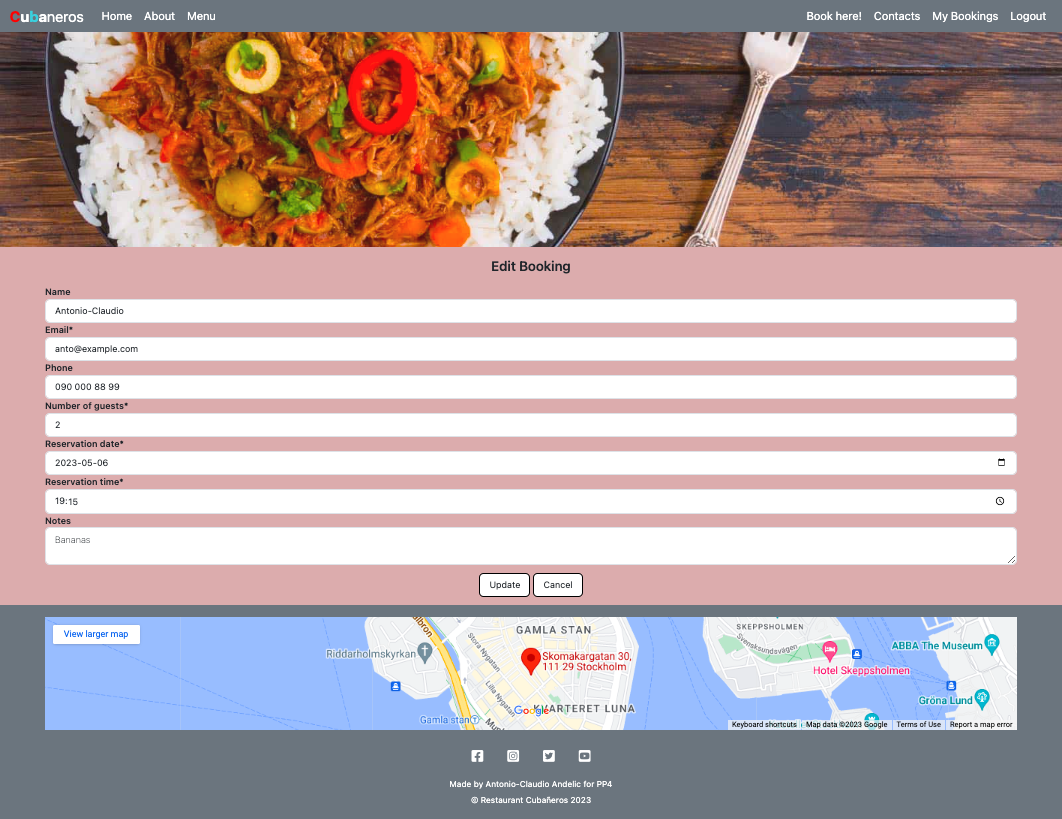 Cubaneros Home About Menu Book here! Contacts My Bookings Logout
Edit Booking
Name
Antonio-Claudio
Email*
anto@example.com
Phone
090 000 88 99
Number of guests*
2
Reservation date*
2023-05-06
Reservation time*
19:15
Notes
Bananas
Update Cancel
View larger map
GAMLA STAN
SKEPPSHOLMEN
Svensksundsvägen
Stora Nygatan
Riddarholmskyrkan
Skomakargatan 30,
111 29 Stockholm
ABBA The Museum
Hotel Skeppsholmen
Lilla Nygatan
Gröna Lund
Google
KVARTERET LUNA
Gamla stan
Keyboard shortcuts Map data ©2023 Google Terms of Use Report a map error
Made by Antonio-Claudio Andelic for PP4
© Restaurant Cubañeros 2023